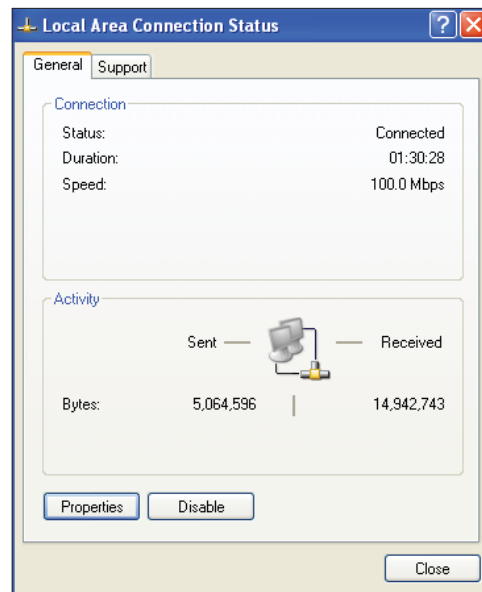 Local Area Connection Status
General Support
Connection
Status: Connected
Duration: 01:30:28
Speed: 100.0 Mbps
Activity
Sent — — Received
Bytes: 5,064,596 | 14,942,743
Properties Disable
Close